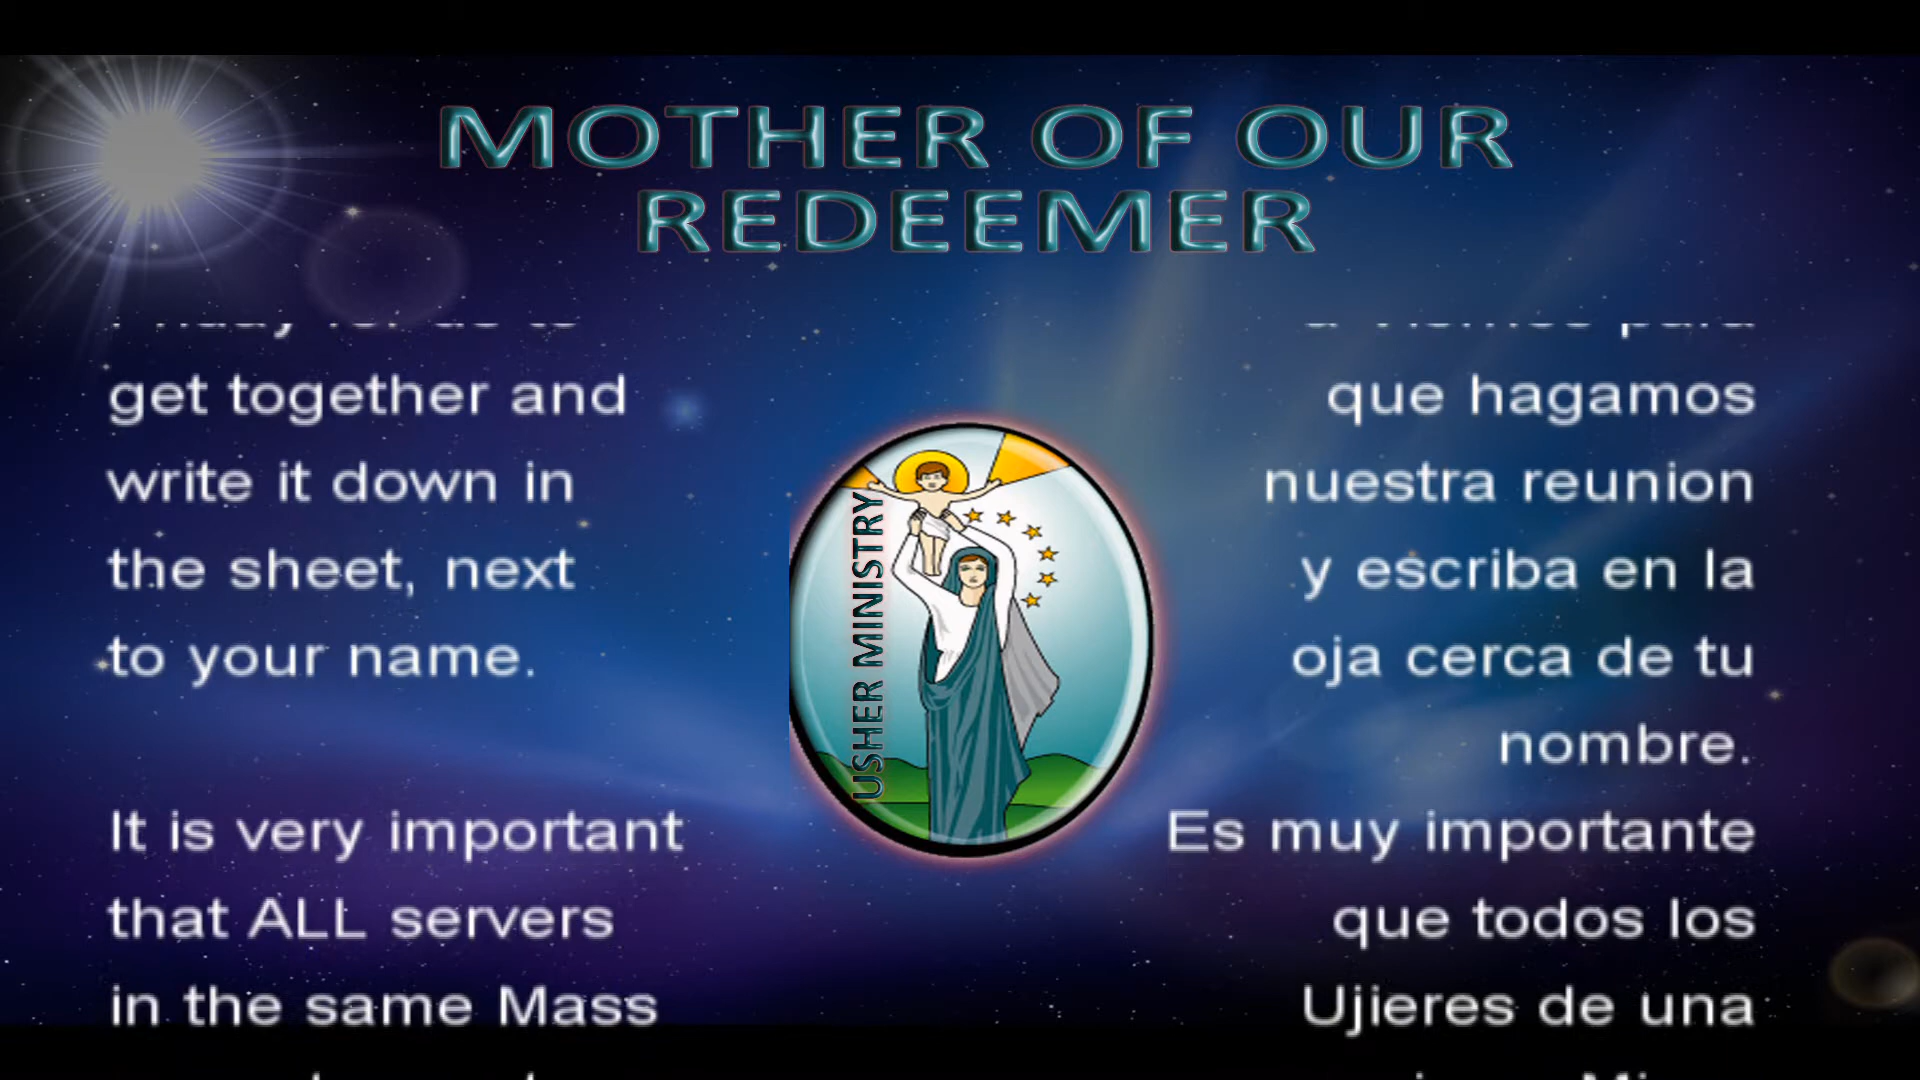 MOTHER OF OUR
REDEEMER
get together and
write it down in
the sheet, next
to your name.
It is very important
that ALL servers
in the same Mass
USHER MINISTRY
que hagamos
nuestra reunion
y escriba en la
oja cerca de tu
nombre.
Es muy importante
que todos los
Ujieres de una